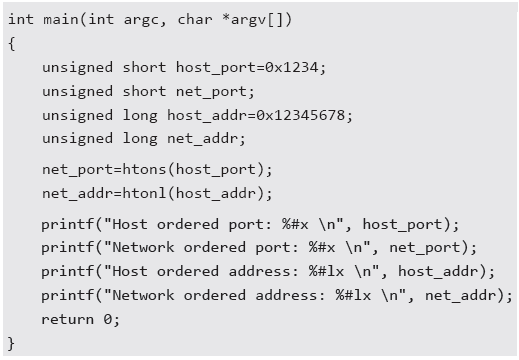 int main(int argc, char *argv[])
{
    unsigned short host_port=0x1234;
    unsigned short net_port;
    unsigned long host_addr=0x12345678;
    unsigned long net_addr;
    net_port=htons(host_port);
    net_addr=htonl(host_addr);
    printf("Host ordered port: %#x \n", host_port);
    printf("Network ordered port: %#x \n", net_port);
    printf("Host ordered address: %#lx \n", host_addr);
    printf("Network ordered address: %#lx \n", net_addr);
    return 0;
}